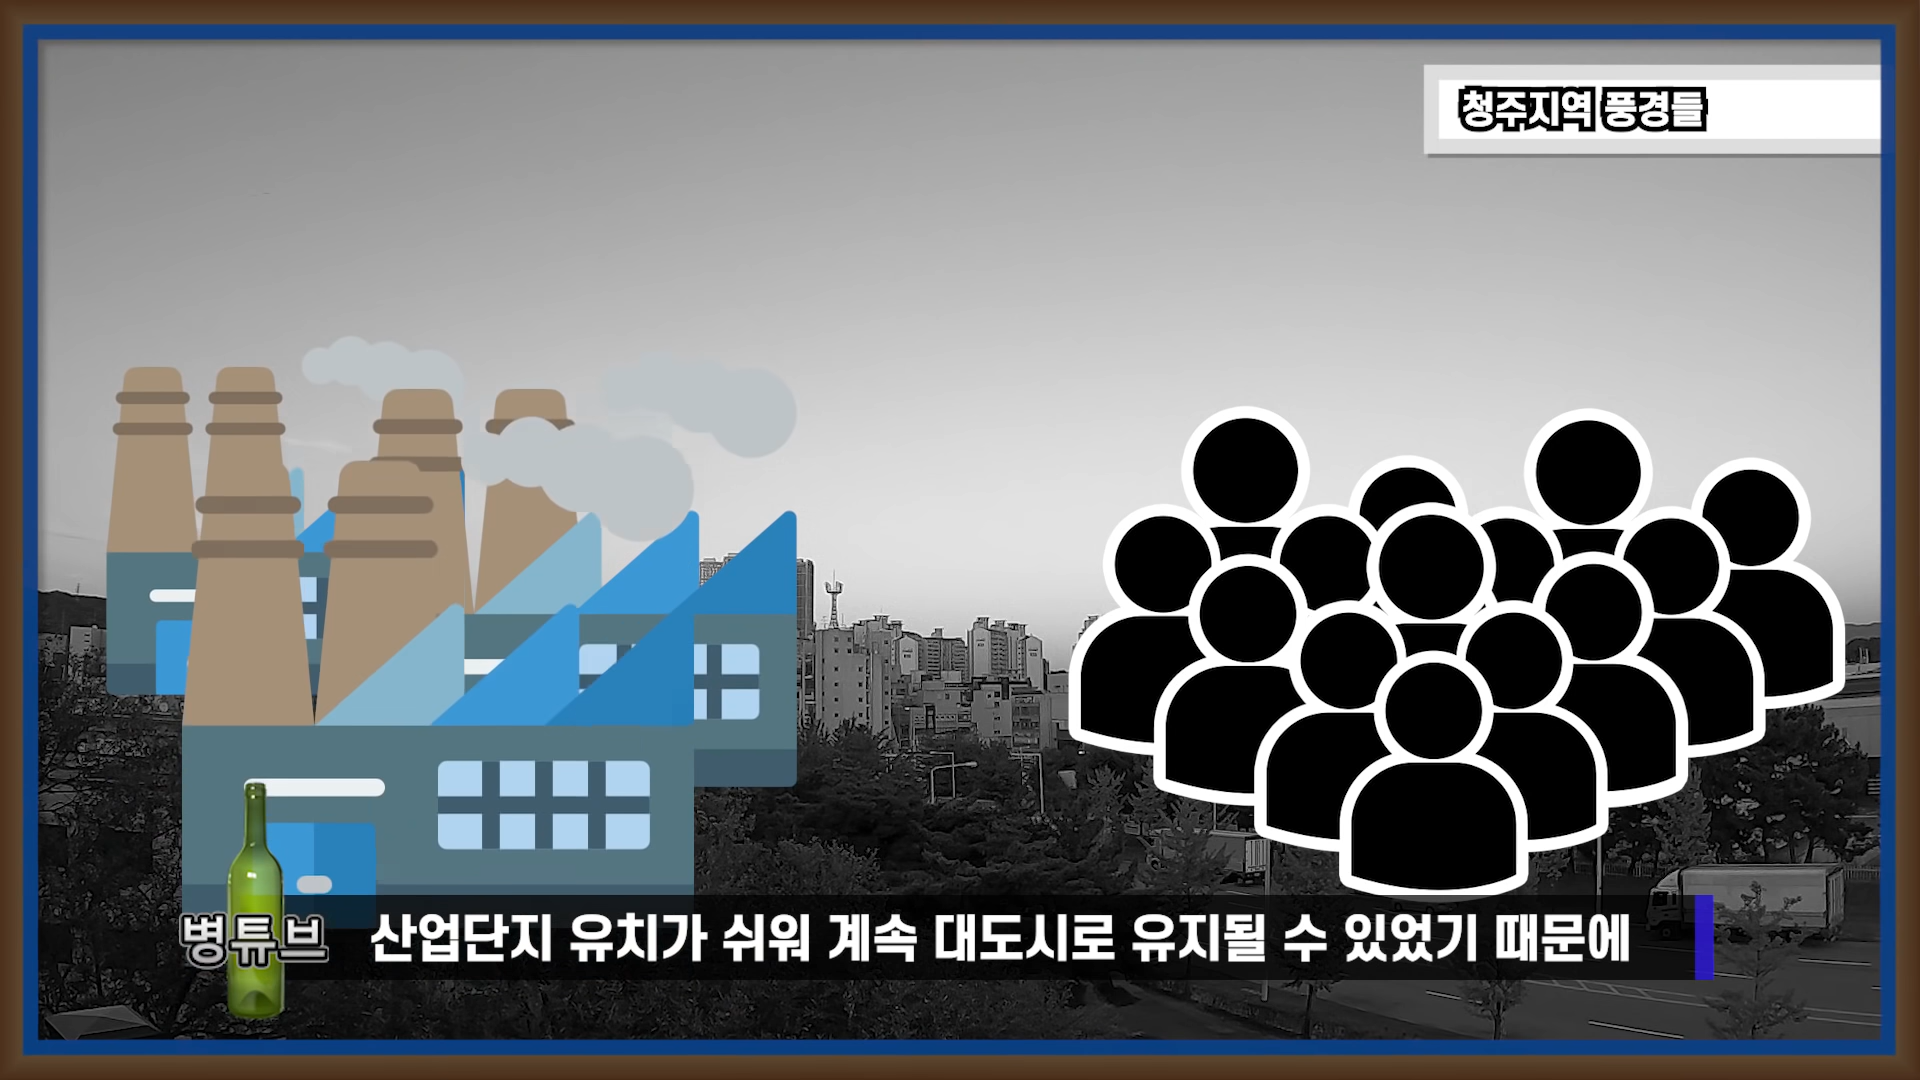 청주지역 풍경들
병튜브
산업단지 유치가 쉬워 계속 대도시로 유지될 수 있었기 때문에